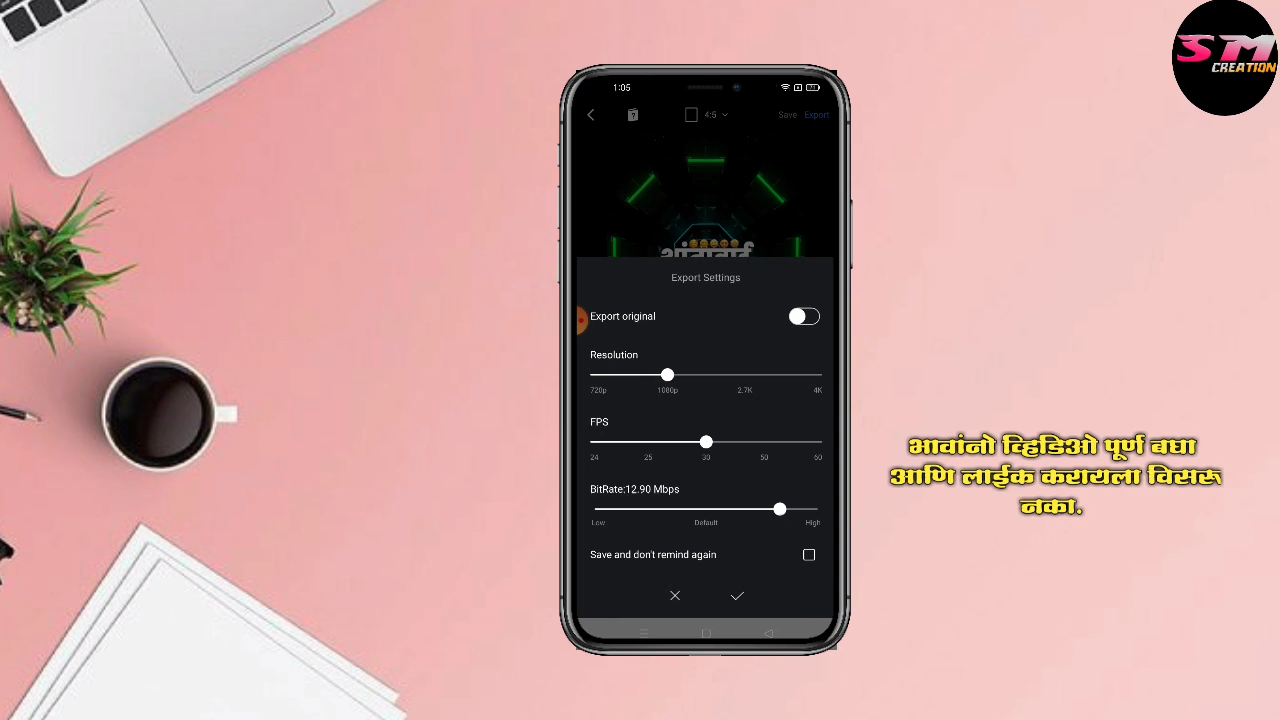 SM
CREATION
1:05
4:5
Save Export
Export Settings
Export original
Resolution
720p 1080p 2.7K 4K
FPS
24 25 30 50 60
BitRate:12.90 Mbps
Low Default High
Save and don't remind again
भावांनो व्हिडिओ पूर्ण बघा
आणि लाईक करायला विसरू
नका.